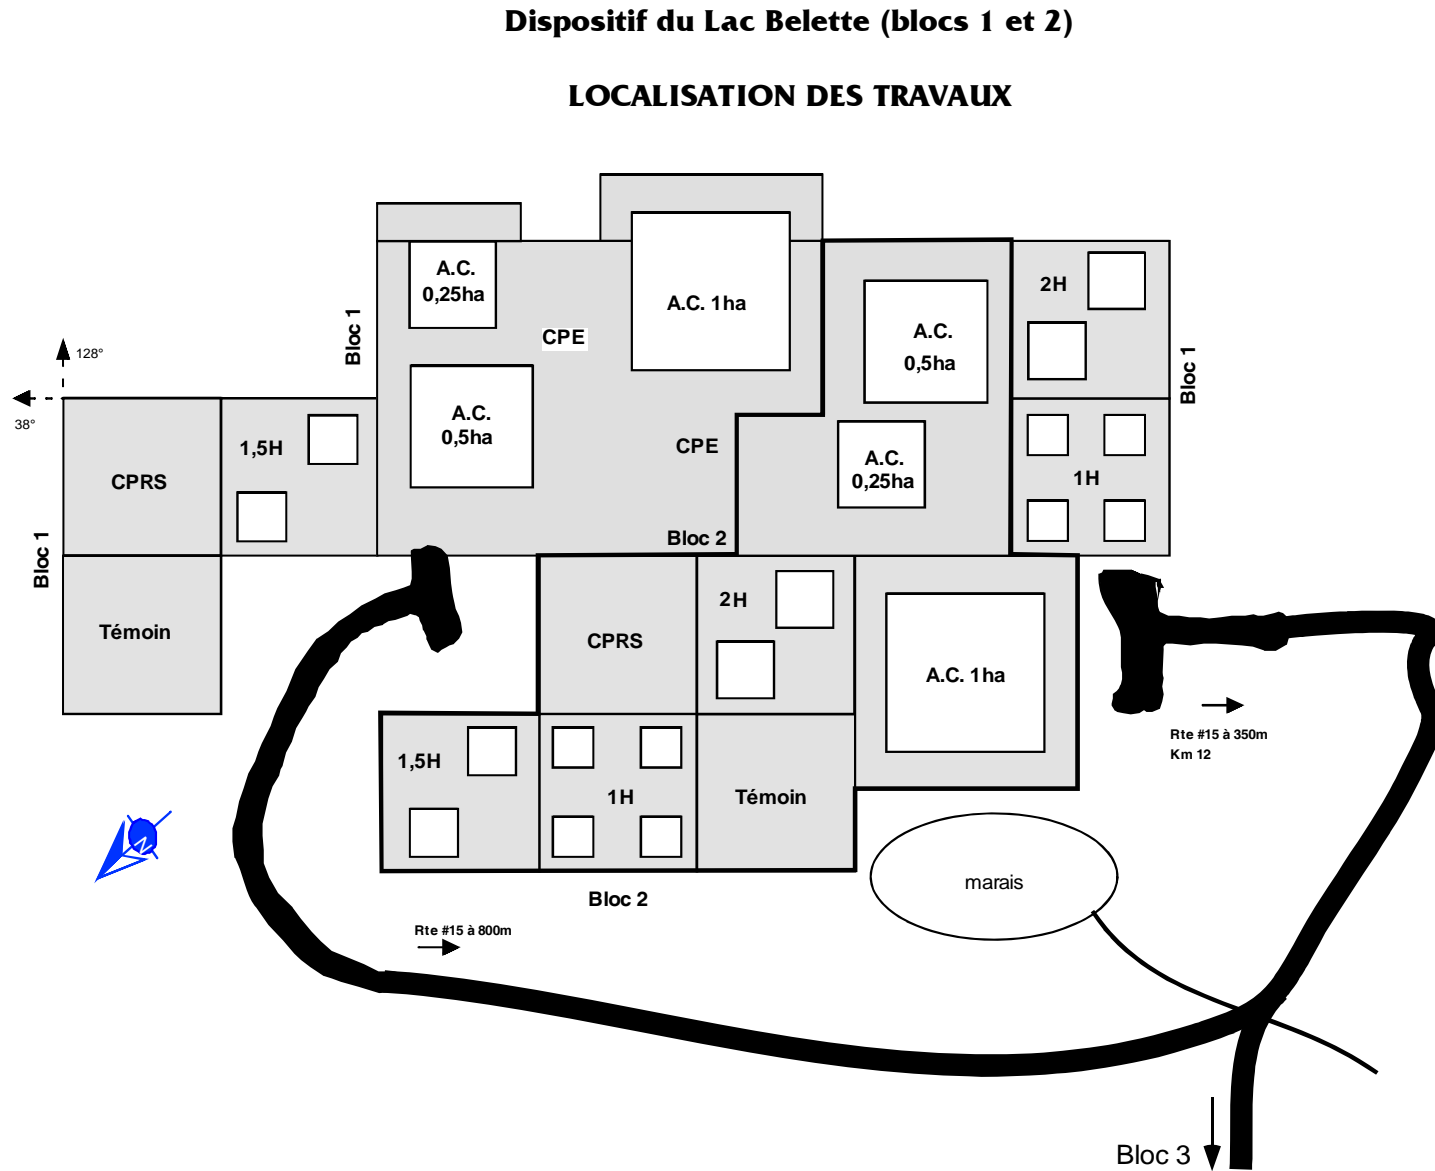 Dispositif du Lac Belette (blocs 1 et 2)
LOCALISATION DES TRAVAUX
A.C.
0,25ha
CPE
A.C. 1ha
A.C.
0,5ha
2H
Bloc 1
Bloc 1
128°
38°
CPRS
1,5H
A.C.
0,5ha
CPE
A.C.
0,25ha
1H
Bloc 1
Bloc 2
Témoin
CPRS
2H
A.C. 1ha
Rte #15 à 350m
Km 12
1,5H
1H
Témoin
N
marais
Bloc 2
Rte #15 à 800m
Bloc 3